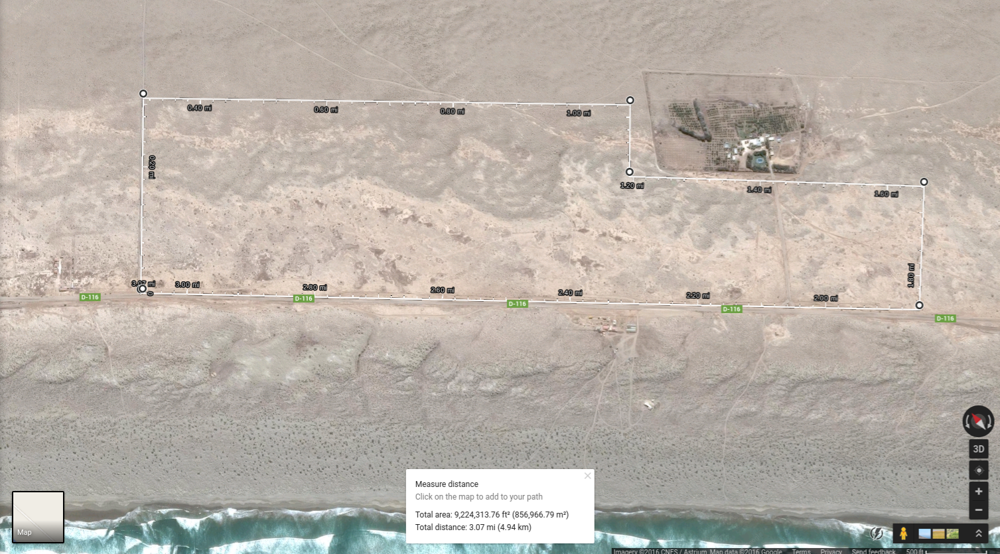 0.40 mi
0.60 mi
0.80 mi
1.00 mi
0.20 mi
1.20 mi
1.40 mi
1.60 mi
1.80 mi
3.07 mi
0
3.00 mi
2.80 mi
2.60 mi
2.40 mi
2.20 mi
2.00 mi
D-116
D-116
D-116
D-116
D-116
3D
Measure distance
Click on the map to add to your path
Total area: 9,224,313.76 ft² (856,966.79 m²)
Total distance: 3.07 mi (4.94 km)
Map
Imagery ©2016 CNES / Astrium, Map data ©2016 Google Terms Privacy Send feedback 500 ft